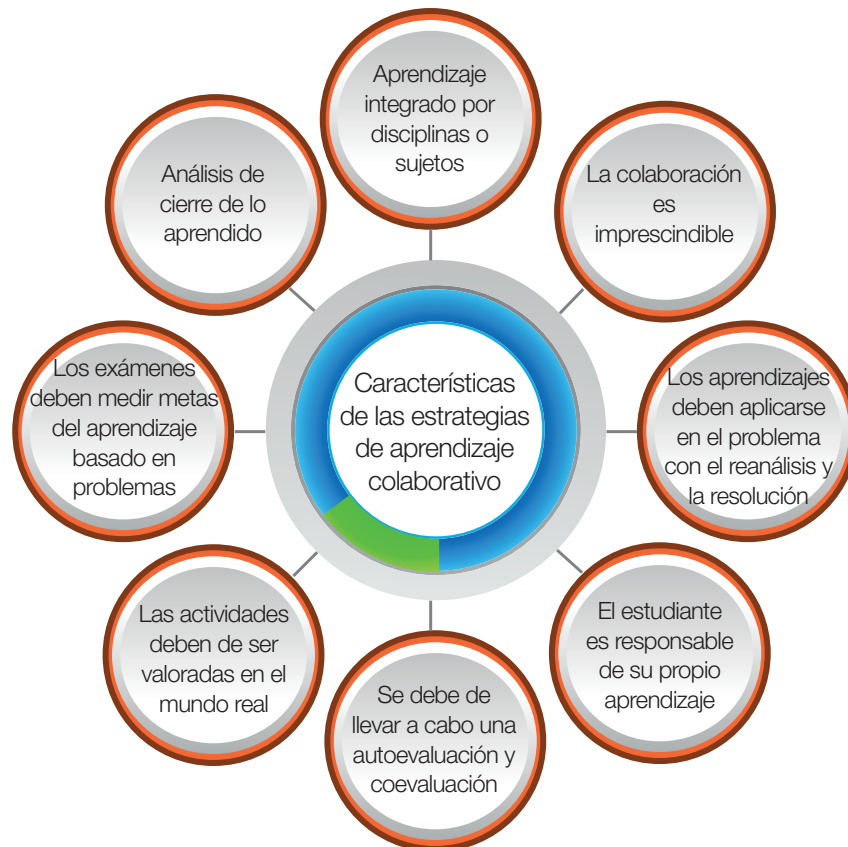 Aprendizaje
integrado por
disciplinas o
sujetos
La colaboración
es
imprescindible
Los aprendizajes
deben aplicarse
en el problema
con el reanálisis y
la resolución
El estudiante
es responsable
de su propio
aprendizaje
Se debe de
llevar a cabo una
autoevaluación y
coevaluación
Las actividades
deben de ser
valoradas en el
mundo real
Los exámenes
deben medir metas
del aprendizaje
basado en
problemas
Análisis de
cierre de lo
aprendido
Características
de las estrategias
de aprendizaje
colaborativo